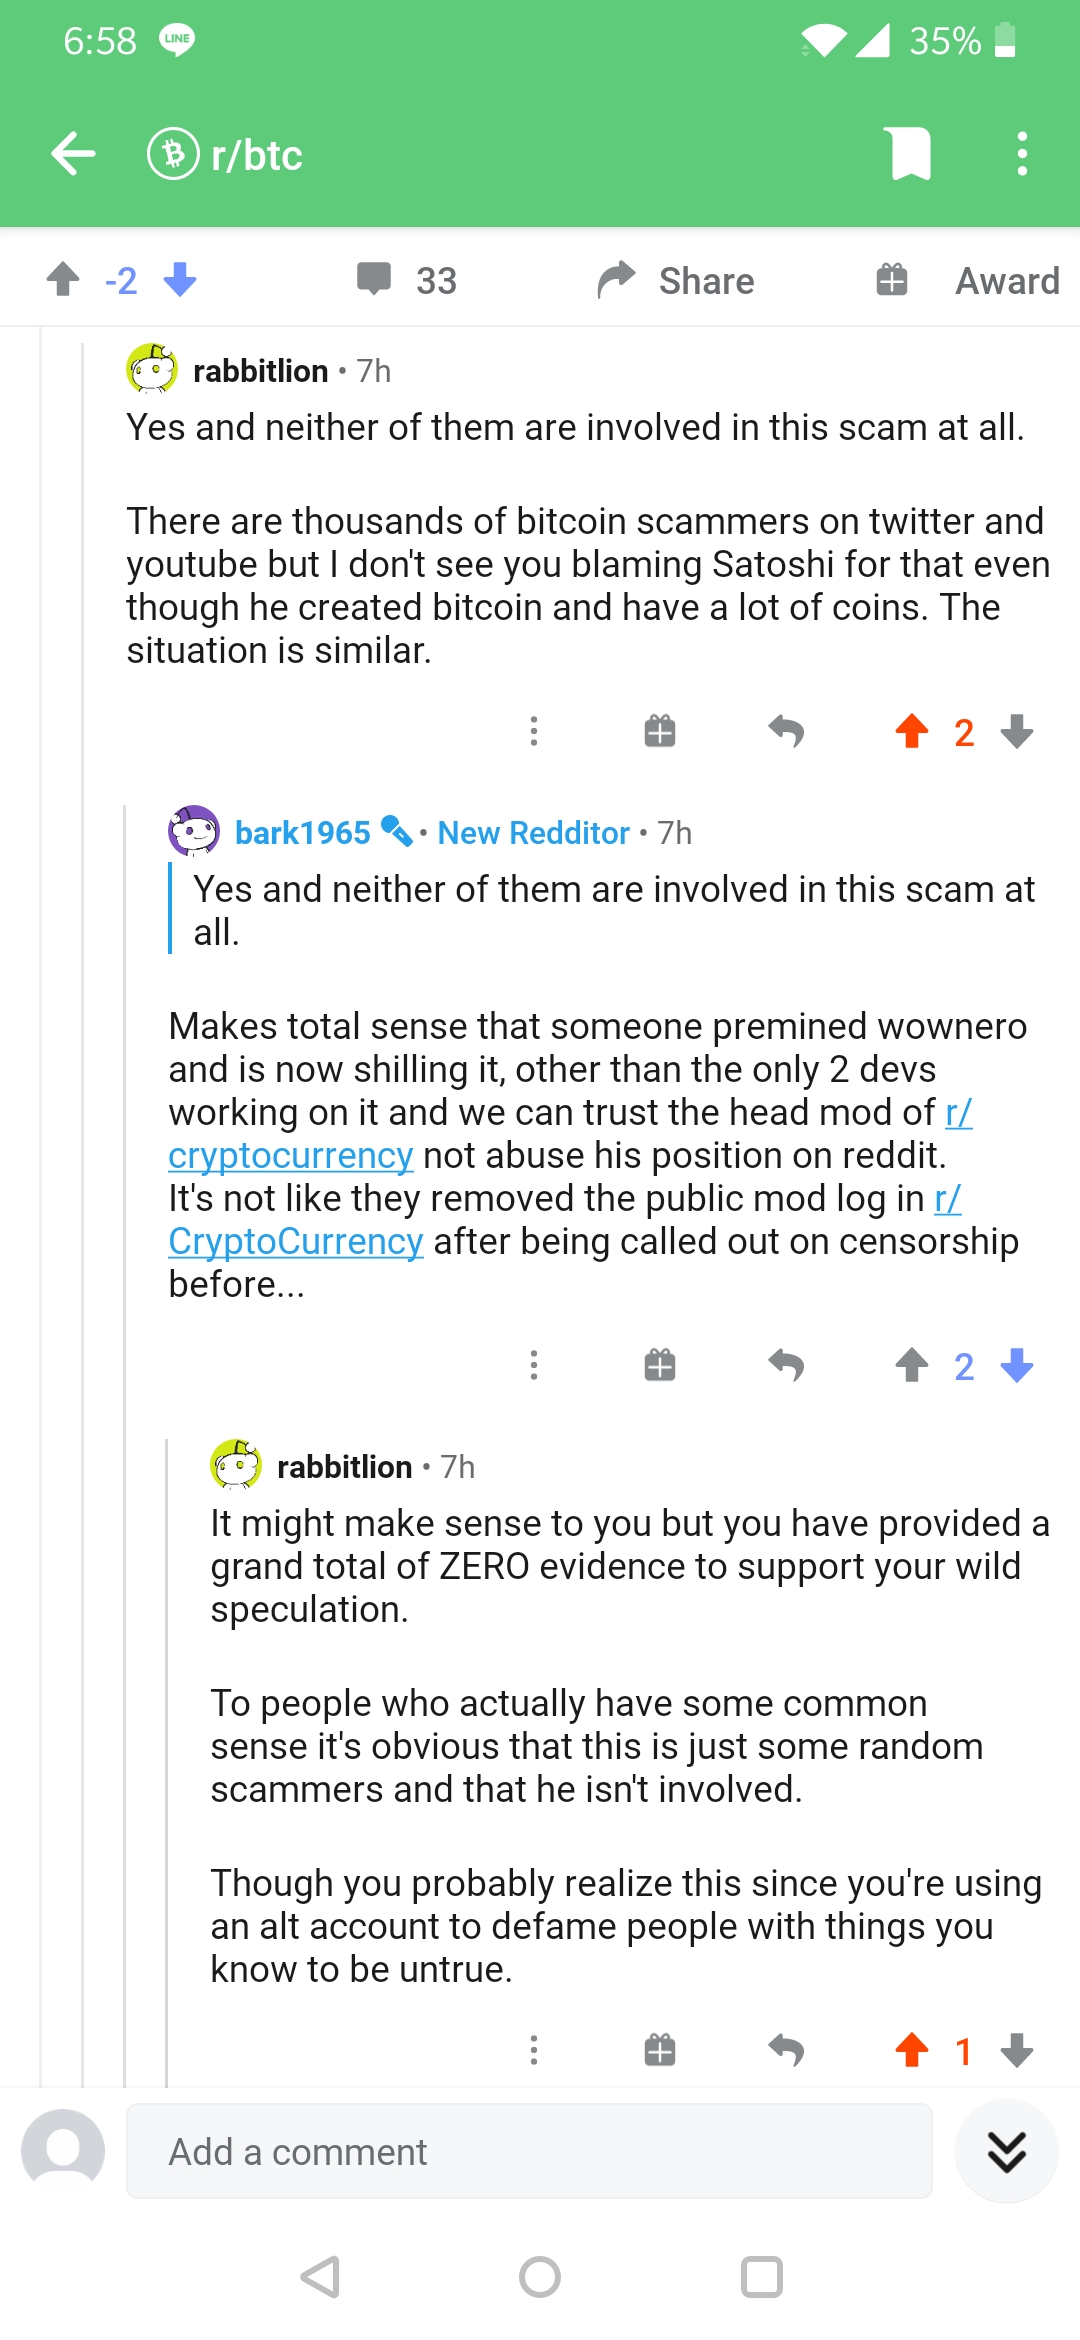 6:58 LINE 35%
r/btc
-2 33 Share Award
rabbitlion • 7h
Yes and neither of them are involved in this scam at all.
There are thousands of bitcoin scammers on twitter and
youtube but I don't see you blaming Satoshi for that even
though he created bitcoin and have a lot of coins. The
situation is similar.
2
bark1965 • New Redditor • 7h
Yes and neither of them are involved in this scam at
all.
Makes total sense that someone premined wownero
and is now shilling it, other than the only 2 devs
working on it and we can trust the head mod of r/
cryptocurrency not abuse his position on reddit.
It's not like they removed the public mod log in r/
CryptoCurrency after being called out on censorship
before...
2
rabbitlion • 7h
It might make sense to you but you have provided a
grand total of ZERO evidence to support your wild
speculation.
To people who actually have some common
sense it's obvious that this is just some random
scammers and that he isn't involved.
Though you probably realize this since you're using
an alt account to defame people with things you
know to be untrue.
1
Add a comment